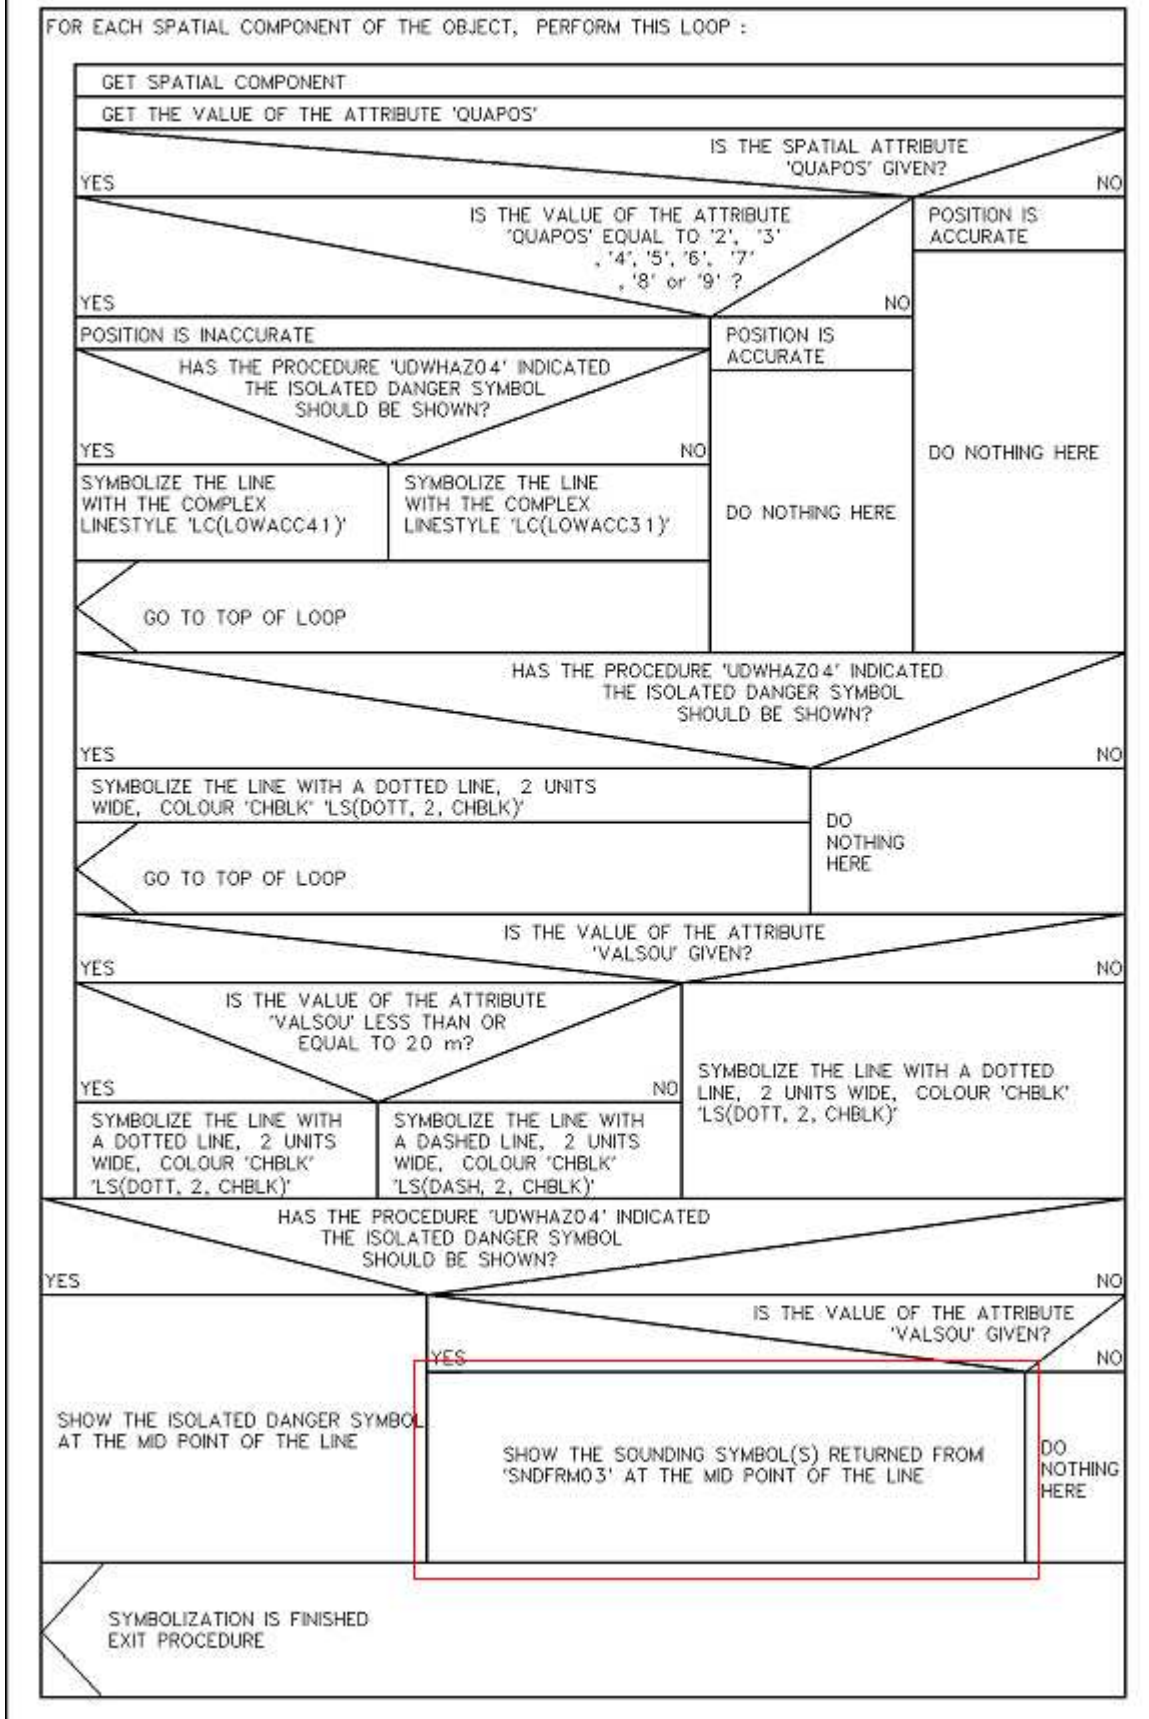 FOR EACH SPATIAL COMPONENT OF THE OBJECT, PERFORM THIS LOOP :
GET SPATIAL COMPONENT
GET THE VALUE OF THE ATTRIBUTE 'QUAPOS'
IS THE SPATIAL ATTRIBUTE
'QUAPOS' GIVEN?
YES
NO
IS THE VALUE OF THE ATTRIBUTE
'QUAPOS' EQUAL TO '2', '3'
, '4', '5', '6', '7'
, '8' or '9' ?
YES
NO
POSITION IS
ACCURATE
POSITION IS INACCURATE
POSITION IS
ACCURATE
HAS THE PROCEDURE 'UDWHAZ04' INDICATED
THE ISOLATED DANGER SYMBOL
SHOULD BE SHOWN?
YES
NO
DO NOTHING HERE
SYMBOLIZE THE LINE
WITH THE COMPLEX
LINESTYLE 'LC(LOWACC41)'
SYMBOLIZE THE LINE
WITH THE COMPLEX
LINESTYLE 'LC(LOWACC31)'
DO NOTHING HERE
GO TO TOP OF LOOP
HAS THE PROCEDURE 'UDWHAZ04' INDICATED
THE ISOLATED DANGER SYMBOL
SHOULD BE SHOWN?
YES
NO
SYMBOLIZE THE LINE WITH A DOTTED LINE, 2 UNITS
WIDE, COLOUR 'CHBLK' 'LS(DOTT, 2, CHBLK)'
DO
NOTHING
HERE
GO TO TOP OF LOOP
IS THE VALUE OF THE ATTRIBUTE
'VALSOU' GIVEN?
YES
NO
IS THE VALUE OF THE ATTRIBUTE
'VALSOU' LESS THAN OR
EQUAL TO 20 m?
YES
NO
SYMBOLIZE THE LINE WITH A DOTTED
LINE, 2 UNITS WIDE, COLOUR 'CHBLK'
'LS(DOTT, 2, CHBLK)'
SYMBOLIZE THE LINE WITH
A DOTTED LINE, 2 UNITS
WIDE, COLOUR 'CHBLK'
'LS(DOTT, 2, CHBLK)'
SYMBOLIZE THE LINE WITH
A DASHED LINE, 2 UNITS
WIDE, COLOUR 'CHBLK'
'LS(DASH, 2, CHBLK)'
HAS THE PROCEDURE 'UDWHAZ04' INDICATED
THE ISOLATED DANGER SYMBOL
SHOULD BE SHOWN?
YES
NO
IS THE VALUE OF THE ATTRIBUTE
'VALSOU' GIVEN?
YES
NO
SHOW THE ISOLATED DANGER SYMBOL
AT THE MID POINT OF THE LINE
SHOW THE SOUNDING SYMBOL(S) RETURNED FROM
'SNDFRM03' AT THE MID POINT OF THE LINE
DO
NOTHING
HERE
SYMBOLIZATION IS FINISHED
EXIT PROCEDURE